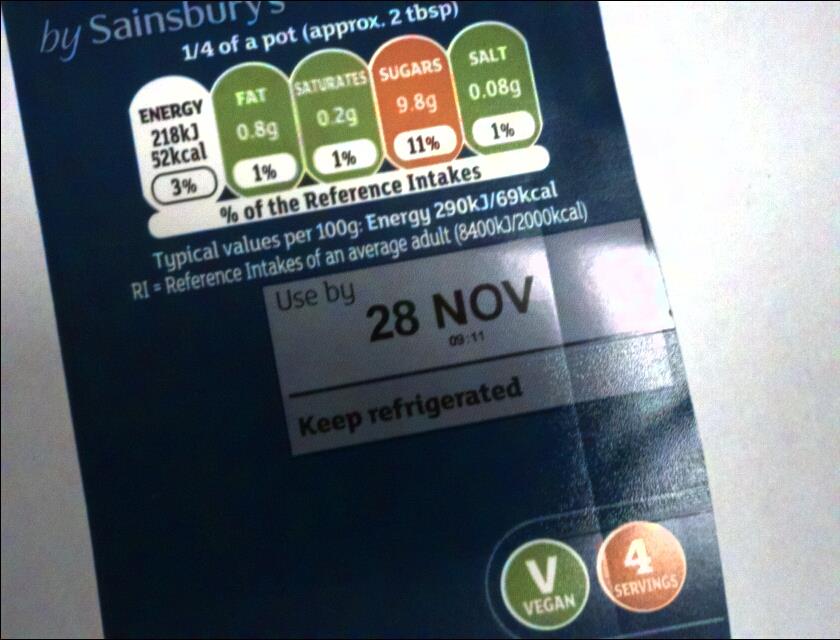 by Sainsbury's
1/4 of a pot (approx. 2 tbsp)
ENERGY
218kJ
52kcal
3%
FAT
0.8g
1%
SATURATES
0.2g
1%
SUGARS
9.8g
11%
SALT
0.08g
1%
% of the Reference Intakes
Typical values per 100g: Energy 290kJ/69kcal
RI = Reference Intakes of an average adult (8400kJ/2000kcal)
Use by
28 NOV
09:11
Keep refrigerated
V
VEGAN
4
SERVINGS